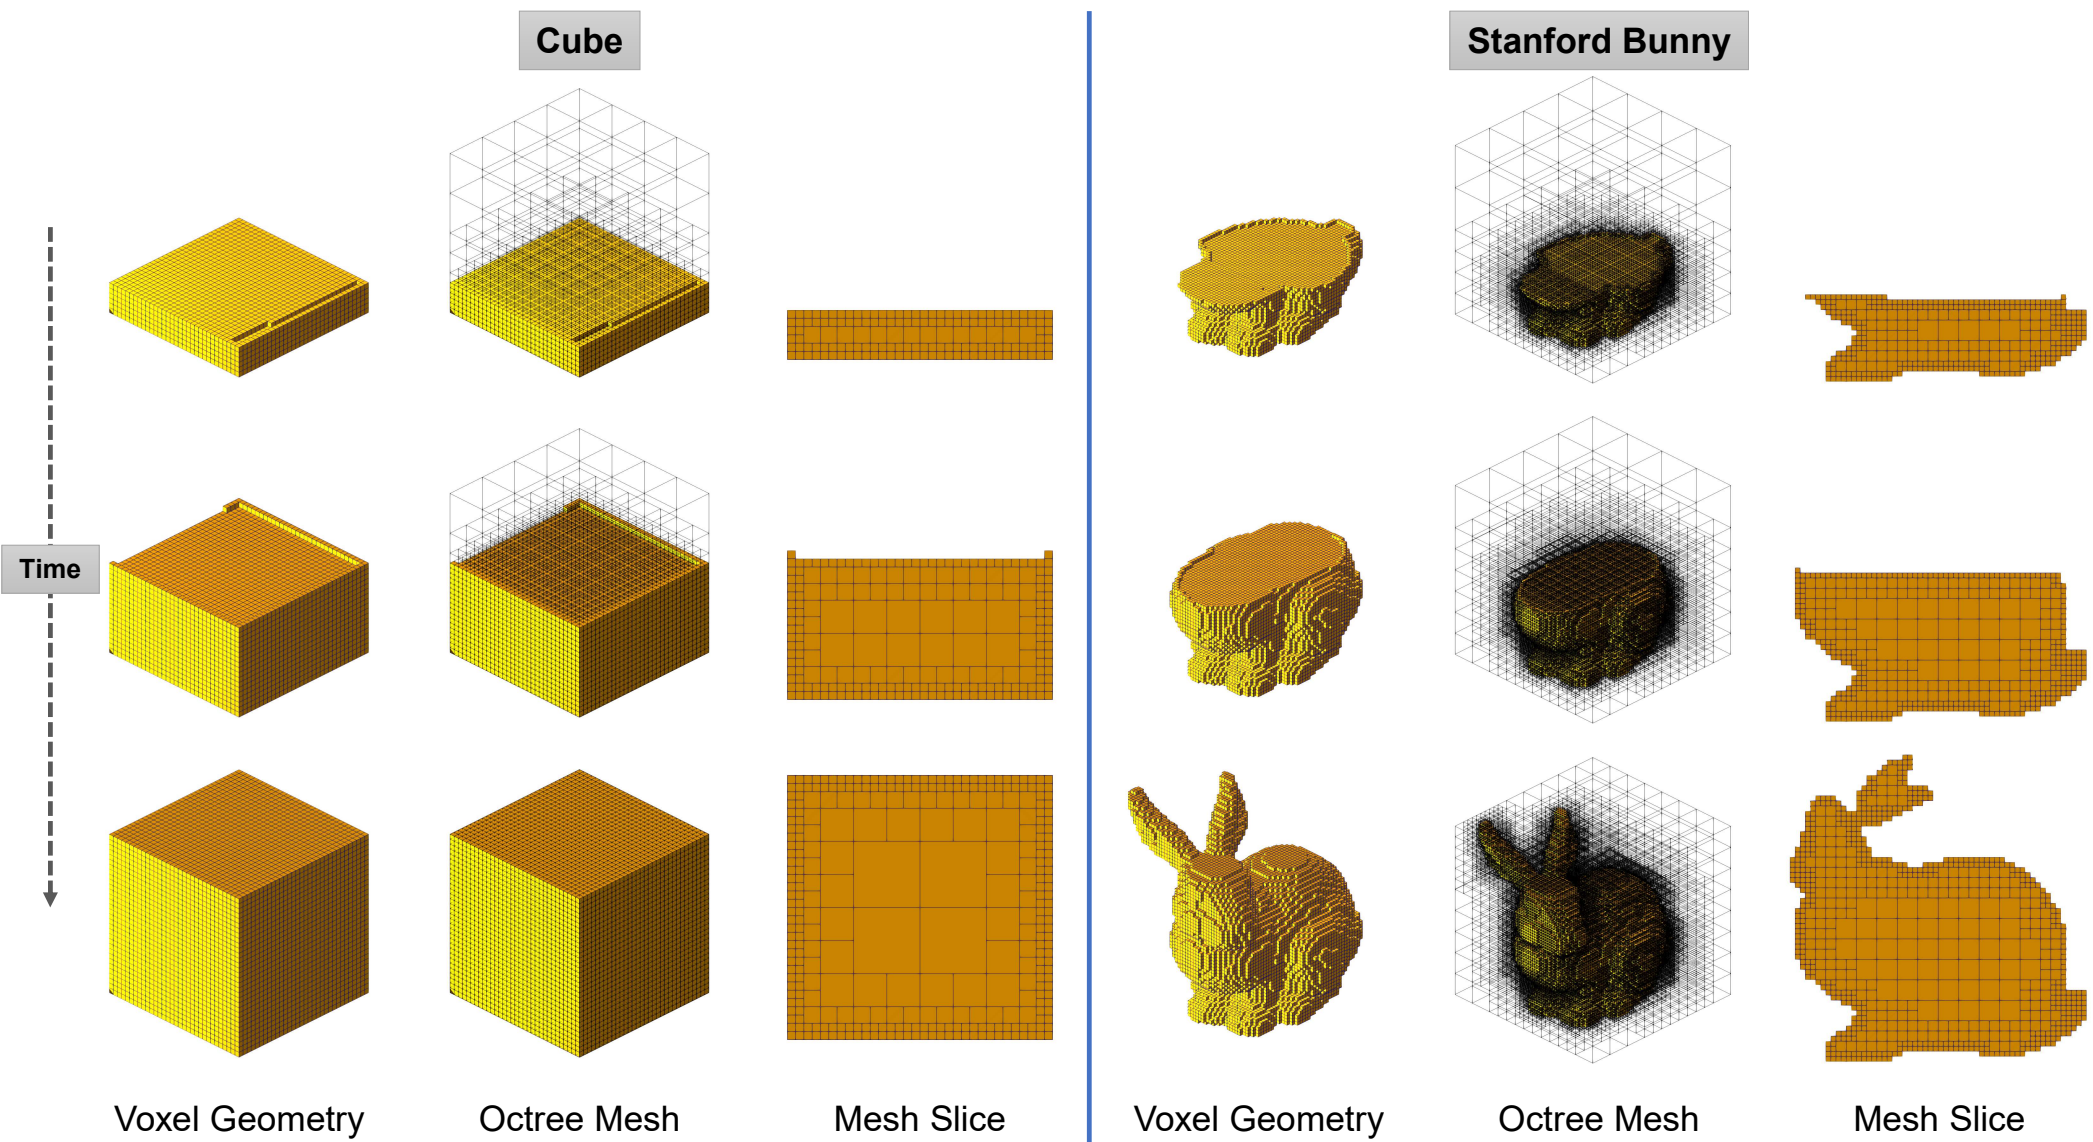 Cube
Stanford Bunny
Time
Voxel Geometry
Octree Mesh
Mesh Slice
Voxel Geometry
Octree Mesh
Mesh Slice